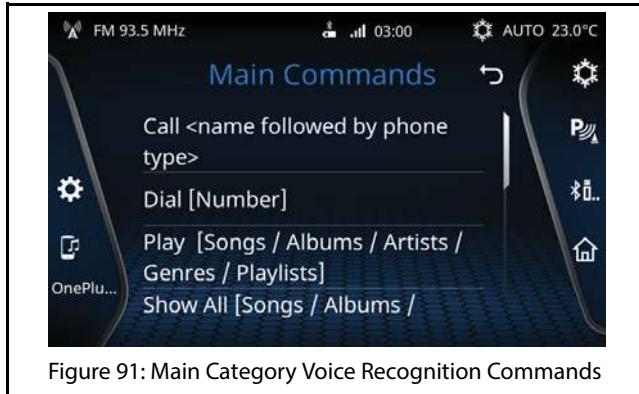 FM 93.5 MHz
03:00
AUTO 23.0°C
Main Commands
Call <name followed by phone
type>
Dial [Number]
Play [Songs / Albums / Artists /
Genres / Playlists]
Show All [Songs / Albums /
OnePlu...
P
Figure 91: Main Category Voice Recognition Commands